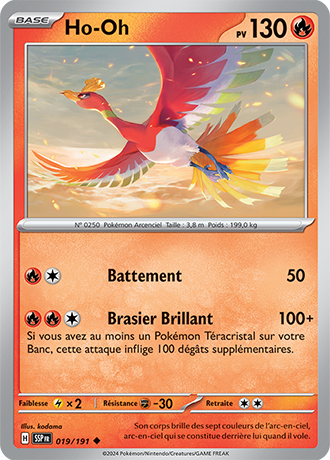 BASE
Ho-Oh
PV 130
N° 0250 Pokémon Arcenciel Taille : 3,8 m Poids : 199,0 kg
Battement 50
Brasier Brillant 100+
Si vous avez au moins un Pokémon Téracristal sur votre
Banc, cette attaque inflige 100 dégâts supplémentaires.
Faiblesse ×2 Résistance -30 Retraite
Illus. kodama
H SSP FR 019/191
Son corps brille des sept couleurs de l'arc-en-ciel,
arc-en-ciel qui se constitue derrière lui quand il vole.
©2024 Pokémon/Nintendo/Creatures/GAME FREAK